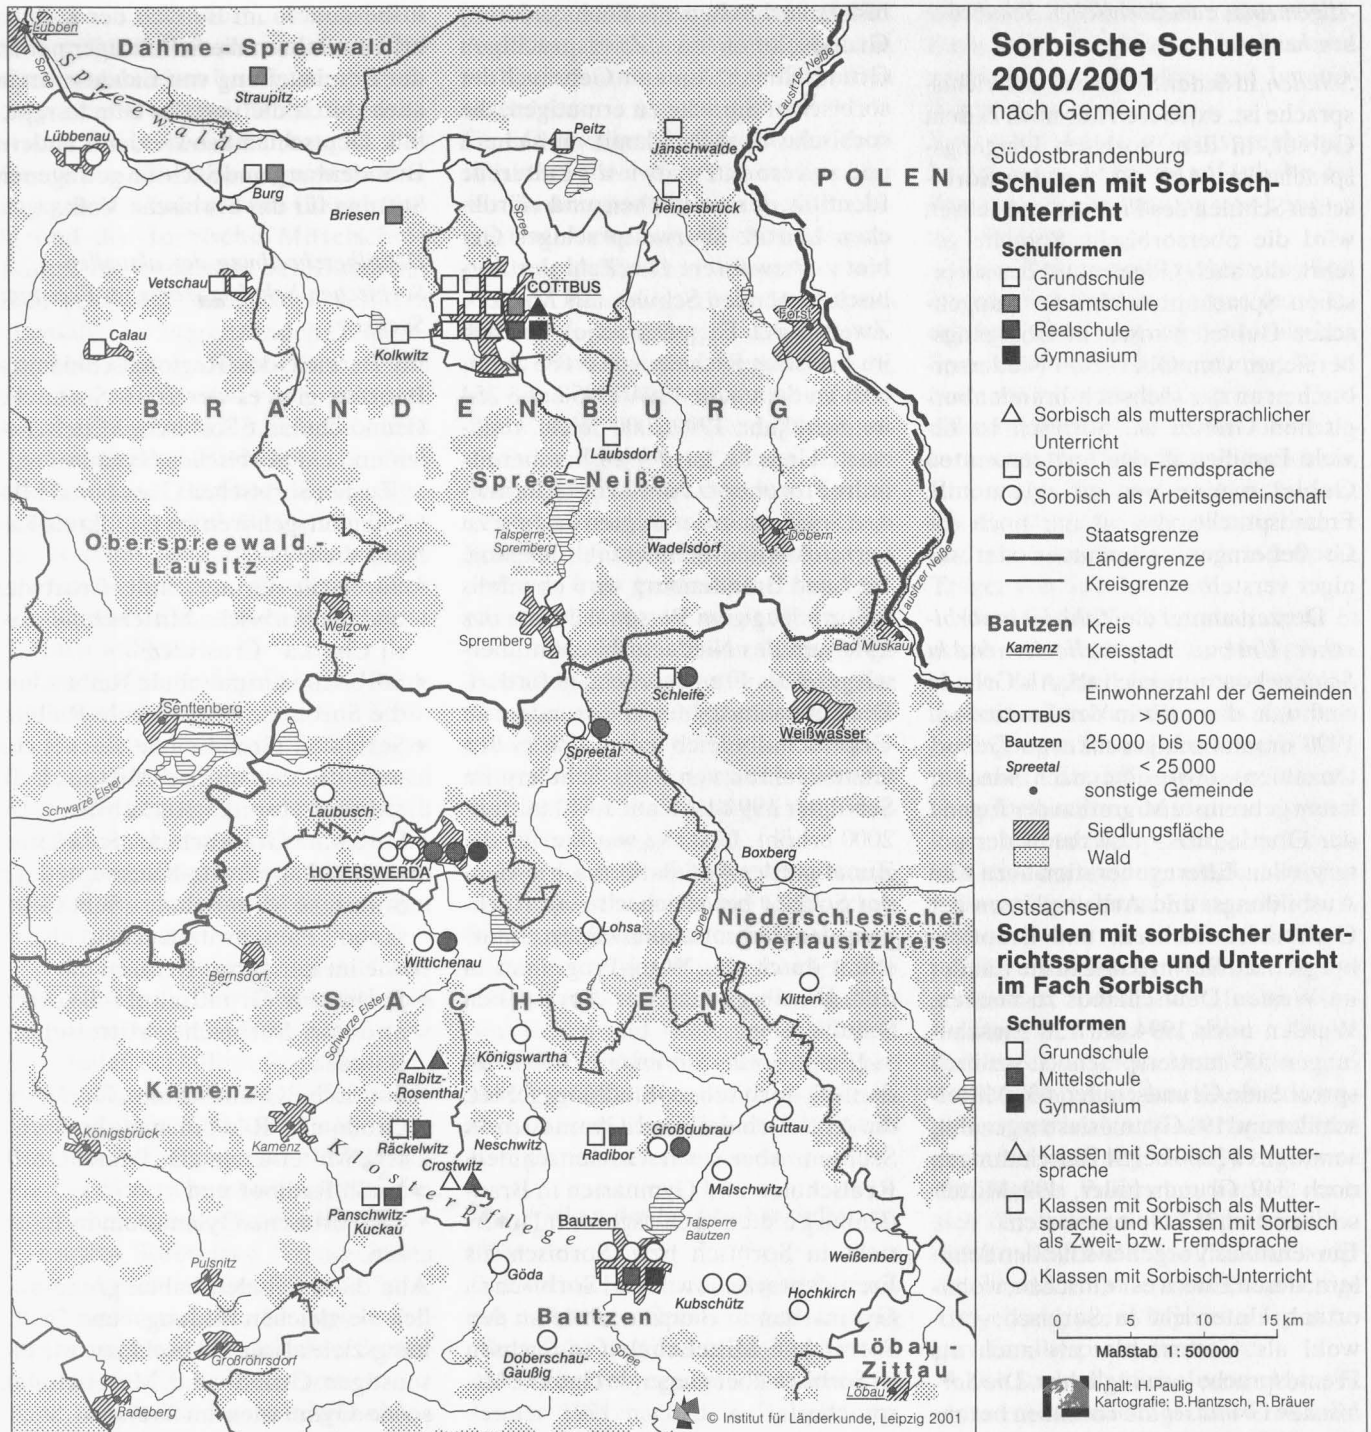 Sorbische Schulen
2000/2001
nach Gemeinden
Südostbrandenburg
Schulen mit Sorbisch-
Unterricht
Schulformen
Grundschule
Gesamtschule
Realschule
Gymnasium
Sorbisch als muttersprachlicher
Unterricht
Sorbisch als Fremdsprache
Sorbisch als Arbeitsgemeinschaft
Staatsgrenze
Ländergrenze
Kreisgrenze
Bautzen Kreis
Kamenz Kreisstadt
Einwohnerzahl der Gemeinden
COTTBUS > 50000
Bautzen 25000 bis 50000
Spreetal < 25000
sonstige Gemeinde
Siedlungsfläche
Wald
Ostsachsen
Schulen mit sorbischer Unter-
richtssprache und Unterricht
im Fach Sorbisch
Schulformen
Grundschule
Mittelschule
Gymnasium
Klassen mit Sorbisch als Mutter-
sprache
Klassen mit Sorbisch als Mutter-
sprache und Klassen mit Sorbisch
als Zweit- bzw. Fremdsprache
Klassen mit Sorbisch-Unterricht
0 5 10 15 km
Maßstab 1: 500000
Inhalt: H. Paulig
Kartografie: B. Hantzsch, R. Bräuer
© Institut für Länderkunde, Leipzig 2001
Lübben
Dahme - Spreewald
Spree
Spreewald
Straupitz
Lübbenau
Burg
Briesen
Peitz
Jänschwalde
Heinersbrück
Lausitzer Neiße
POLEN
Spree
Vetschau
Calau
COTTBUS
Kolkwitz
Forst
BRANDENBURG
Laubsdorf
Spree - Neiße
Oberspreewald -
Lausitz
Talsperre
Spremberg
Wadelsdorf
Döbern
Lausitzer Neiße
Welzow
Spremberg
Bad Muskau
Schleife
Senftenberg
Spreetal
Weißwasser
Schwarze Elster
Laubusch
HOYERSWERDA
Boxberg
Spree
Niederschlesischer
Oberlausitzkreis
Lohsa
Wittichenau
Bernsdorf
Klitten
SACHSEN
Schwarze Elster
Königswartha
Kamenz
Ralbitz-
Rosenthal
Königsbrück
Kamenz
Klosterpflege
Räckelwitz
Neschwitz
Radibor
Großdubrau
Guttau
Crostwitz
Malschwitz
Panschwitz-
Kuckau
Bautzen
Talsperre
Bautzen
Weißenberg
Pulsnitz
Göda
Kubschütz
Hochkirch
Bautzen
Großröhrsdorf
Doberschau-
Gaußig
Spree
Löbau -
Zittau
Löbau
Radeberg